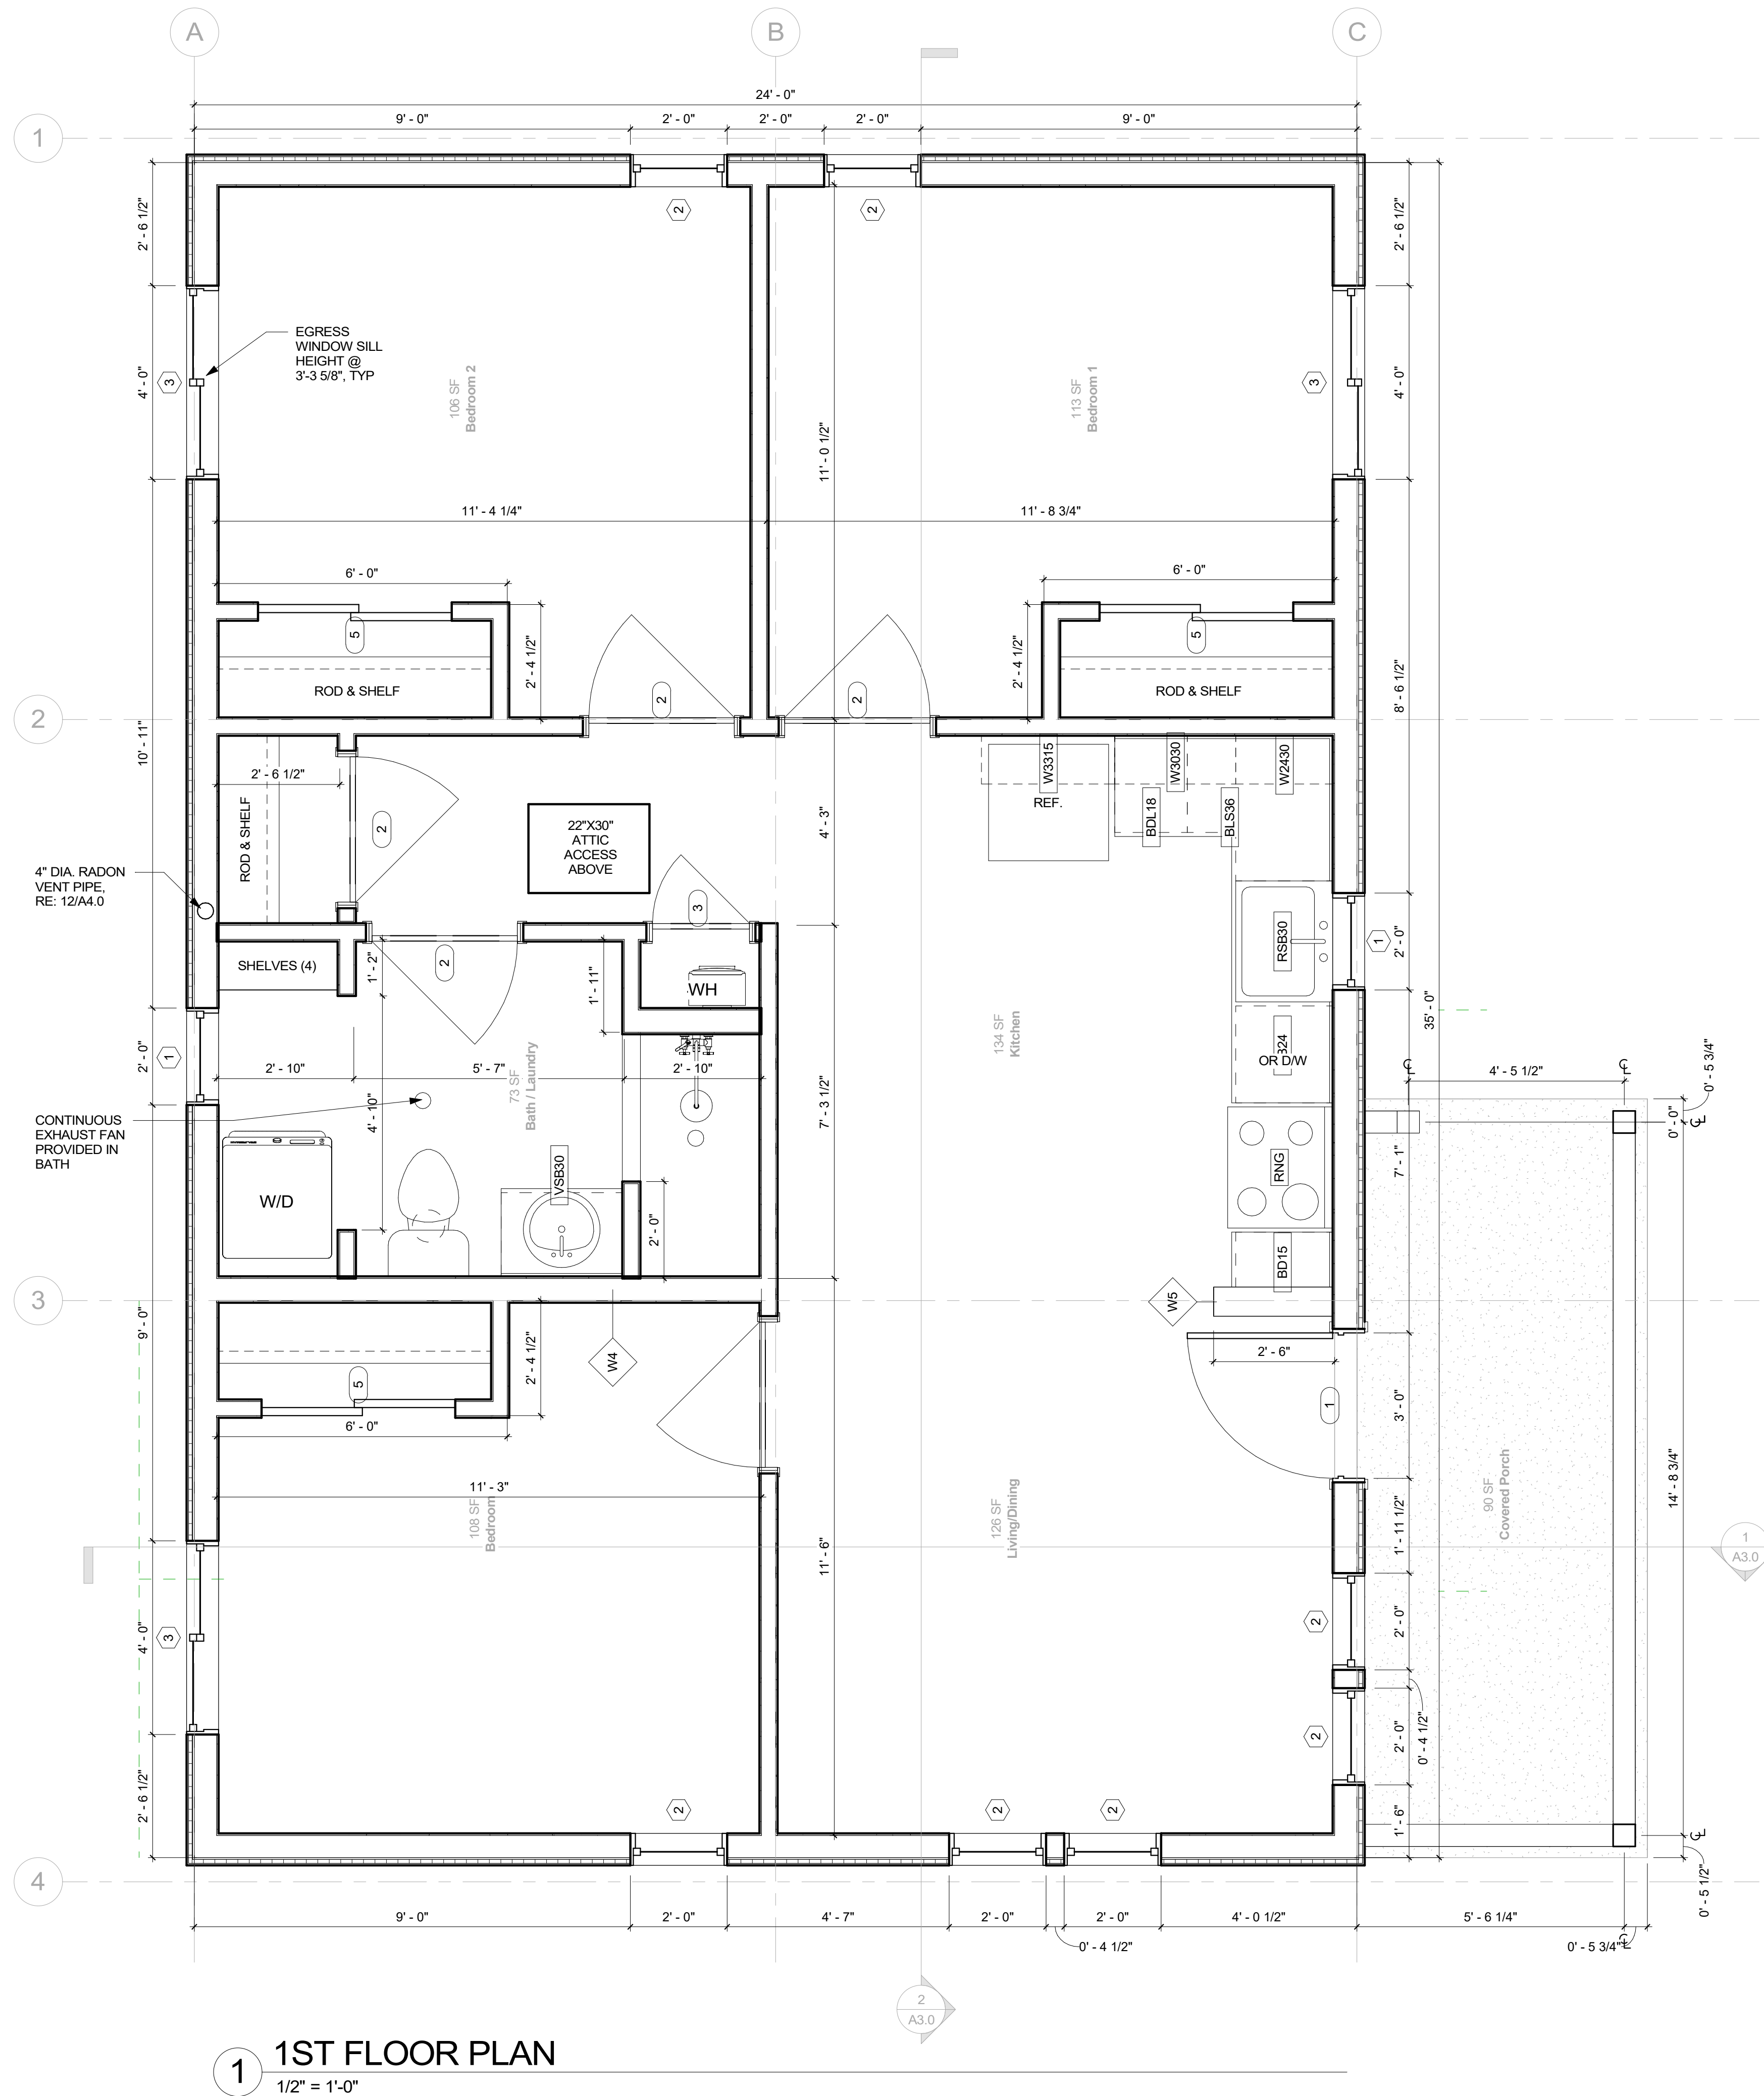 A
B
C
24' - 0"
9' - 0"
2' - 0"
2' - 0"
2' - 0"
9' - 0"
1
2' - 6 1/2"
2' - 6 1/2"
2
2
EGRESS
WINDOW SILL
HEIGHT @
3'-3 5/8", TYP
4' - 0"
3
106 SF
Bedroom 2
113 SF
Bedroom 1
3
4' - 0"
11' - 0 1/2"
11' - 4 1/4"
11' - 8 3/4"
6' - 0"
6' - 0"
5
5
2' - 4 1/2"
2' - 4 1/2"
ROD & SHELF
ROD & SHELF
2
2
8' - 6 1/2"
2
10' - 11"
2' - 6 1/2"
ROD & SHELF
2
22"X30"
ATTIC
ACCESS
ABOVE
4' - 3"
W3315
REF.
W3030
W2430
BDL18
BLS36
4" DIA. RADON
VENT PIPE,
RE: 12/A4.0
3
SHELVES (4)
1' - 2"
2
1' - 11"
WH
RSB30
1
2' - 0"
35' - 0"
2' - 0"
1
134 SF
Kitchen
B24
OR D/W
2' - 10"
5' - 7"
2' - 10"
73 SF
Bath / Laundry
4' - 5 1/2"
0' - 5 3/4"
0' - 0"
CONTINUOUS
EXHAUST FAN
PROVIDED IN
BATH
4' - 10"
7' - 3 1/2"
7' - 1"
RNG
W/D
VSB30
2' - 0"
BD15
3
9' - 0"
W5
2' - 4 1/2"
W4
5
2' - 6"
6' - 0"
1
3' - 0"
11' - 3"
108 SF
Bedroom
126 SF
Living/Dining
90 SF
Covered Porch
14' - 8 3/4"
1
A3.0
1' - 11 1/2"
11' - 6"
4' - 0"
3
2
2' - 0"
2
2' - 0"
0' - 4 1/2"
2' - 6 1/2"
2
2
2
1' - 6"
4
0' - 5 1/2"
9' - 0"
2' - 0"
4' - 7"
2' - 0"
2' - 0"
4' - 0 1/2"
5' - 6 1/4"
0' - 4 1/2"
0' - 5 3/4"
2
A3.0
1
1ST FLOOR PLAN
1/2" = 1'-0"